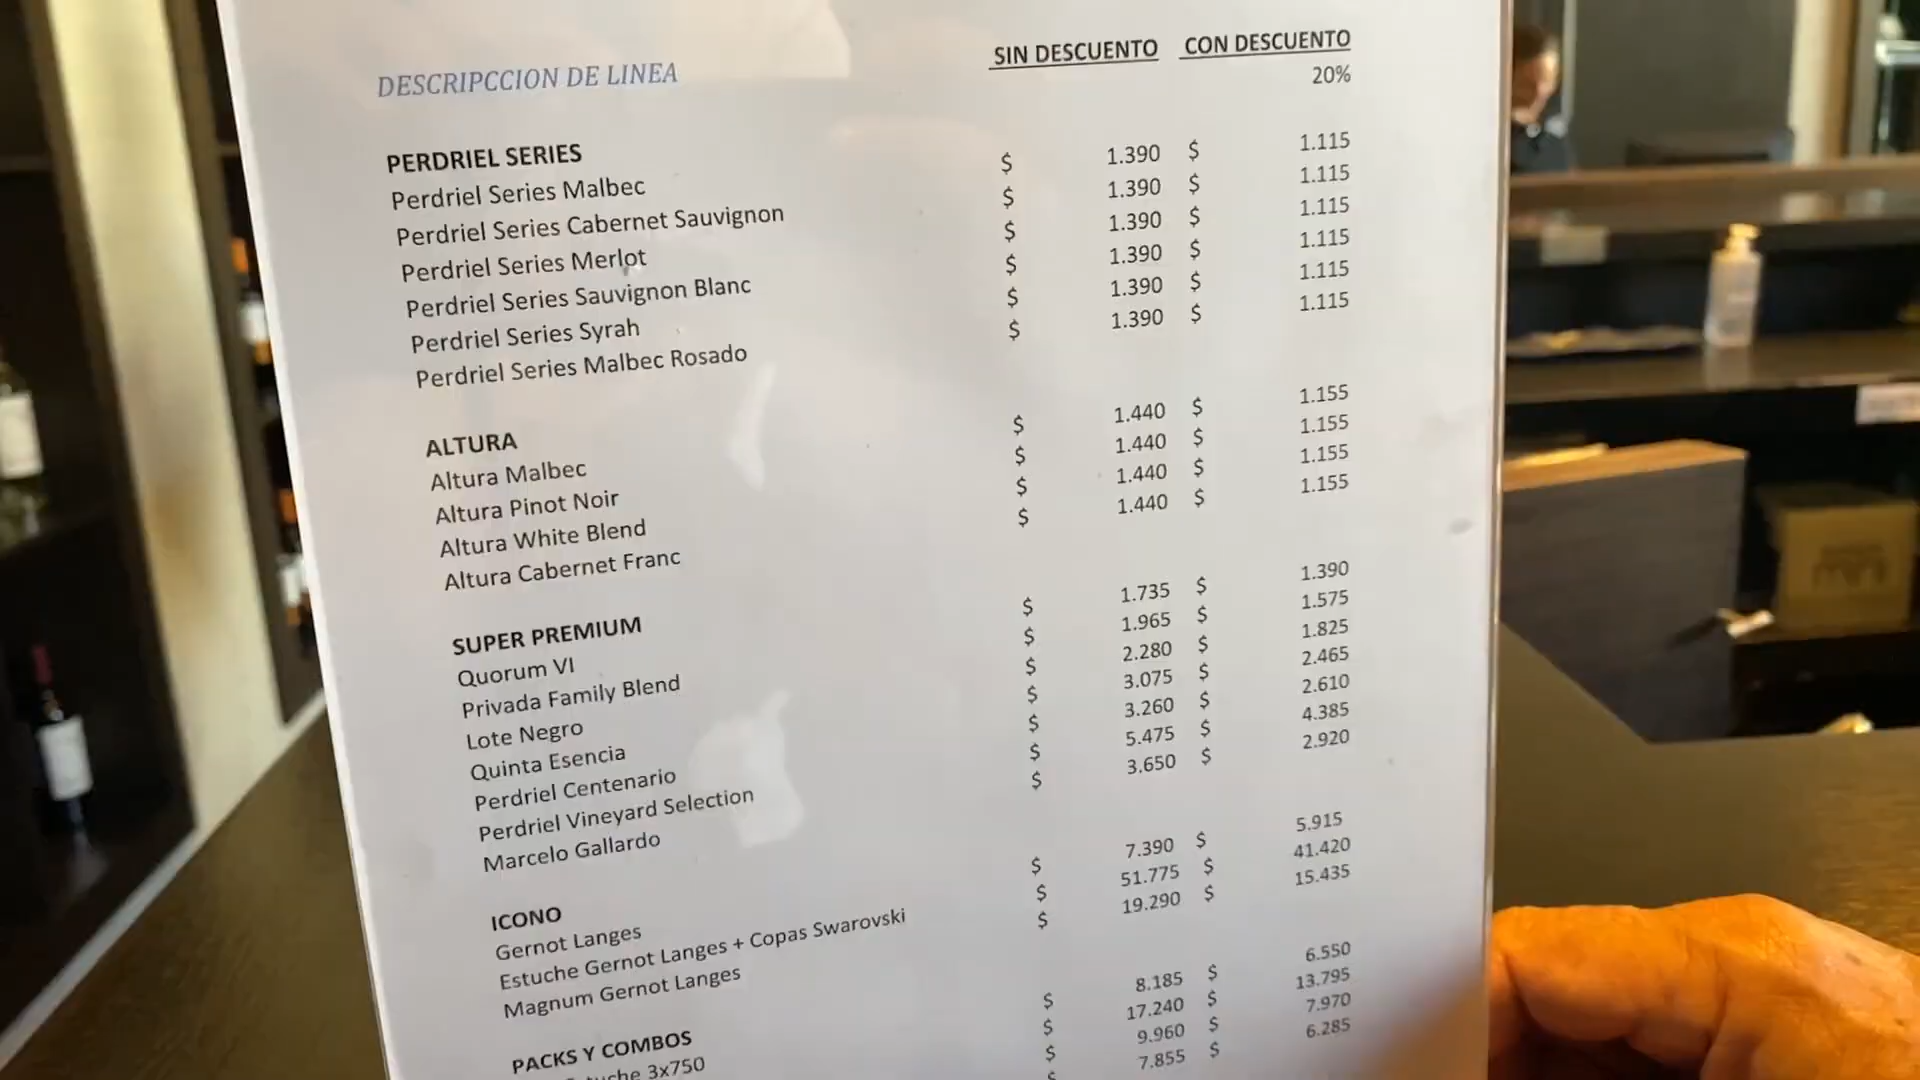 DESCRIPCCION DE LINEA SIN DESCUENTO CON DESCUENTO
20%
PERDRIEL SERIES
Perdriel Series Malbec $ 1.390 $ 1.115
Perdriel Series Cabernet Sauvignon $ 1.390 $ 1.115
Perdriel Series Merlot $ 1.390 $ 1.115
Perdriel Series Sauvignon Blanc $ 1.390 $ 1.115
Perdriel Series Syrah $ 1.390 $ 1.115
Perdriel Series Malbec Rosado $ 1.390 $ 1.115
ALTURA
Altura Malbec $ 1.440 $ 1.155
Altura Pinot Noir $ 1.440 $ 1.155
Altura White Blend $ 1.440 $ 1.155
Altura Cabernet Franc $ 1.440 $ 1.155
SUPER PREMIUM
Quorum VI $ 1.735 $ 1.390
Privada Family Blend $ 1.965 $ 1.575
Lote Negro $ 2.280 $ 1.825
Quinta Esencia $ 3.075 $ 2.465
Perdriel Centenario $ 3.260 $ 2.610
Perdriel Vineyard Selection $ 5.475 $ 4.385
Marcelo Gallardo $ 3.650 $ 2.920
ICONO
Gernot Langes $ 7.390 $ 5.915
Estuche Gernot Langes + Copas Swarovski $ 51.775 $ 41.420
Magnum Gernot Langes $ 19.290 $ 15.435
PACKS Y COMBOS
3x750 $ 8.185 $ 6.550
$ 17.240 $ 13.795
$ 9.960 $ 7.970
$ 7.855 $ 6.285